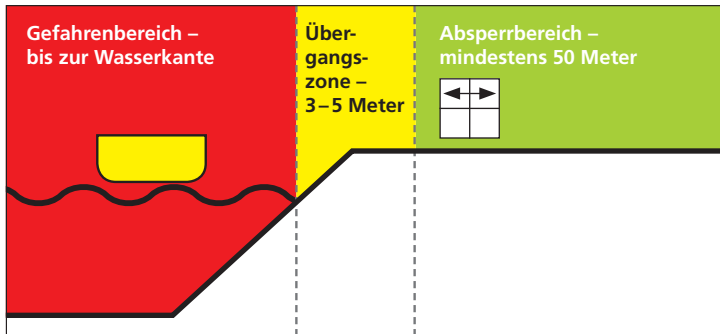 Gefahrenbereich –
bis zur Wasserkante
Über-
gangs-
zone –
3–5 Meter
Absperrbereich –
mindestens 50 Meter